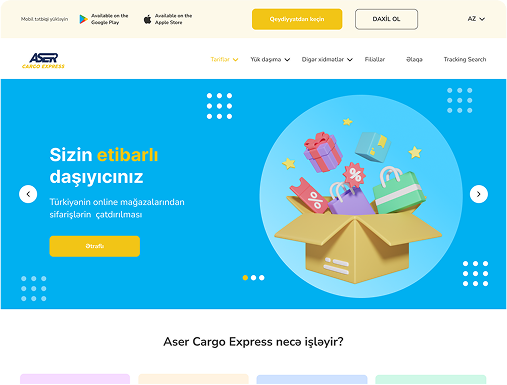 Mobil tətbiqi yükləyin
Available on the
Google Play
Available on the
Apple Store
Qeydiyyatdan keçin
DAXİL OL
AZ
ASER
CARGO EXPRESS
Tariflər
Yük daşıma
Digər xidmətlər
Filiallar
Əlaqə
Tracking Search
Sizin etibarlı
daşıyıcınız
Türkiyənin online mağazalarından
sifarişlərin çatdırılması
Ətraflı
Aser Cargo Express necə işləyir?